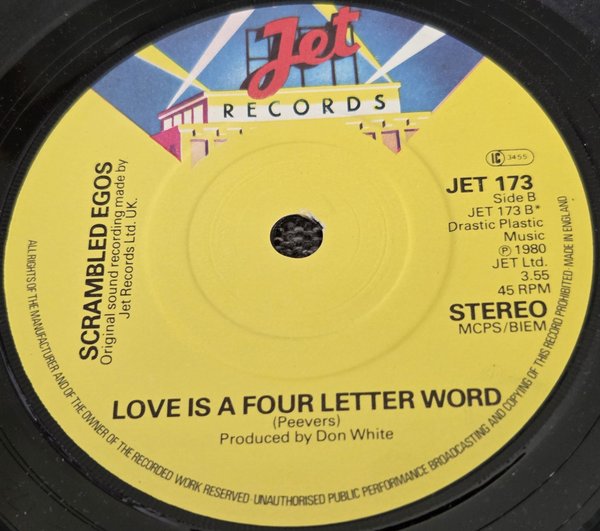 Jet
RECORDS
LC 3455
SCRAMBLED EGOS
Original sound recording made by
Jet Records Ltd. UK.
JET 173
Side B
JET 173 B*
Drastic Plastic
Music
℗ 1980
JET Ltd.
3.55
45 RPM
STEREO
MCPS/BIEM
LOVE IS A FOUR LETTER WORD
(Peevers)
Produced by Don White
ALL RIGHTS OF THE MANUFACTURER AND OF THE OWNER OF THE RECORDED WORK RESERVED · UNAUTHORISED PUBLIC PERFORMANCE BROADCASTING AND COPYING OF THIS RECORD PROHIBITED · MADE IN ENGLAND